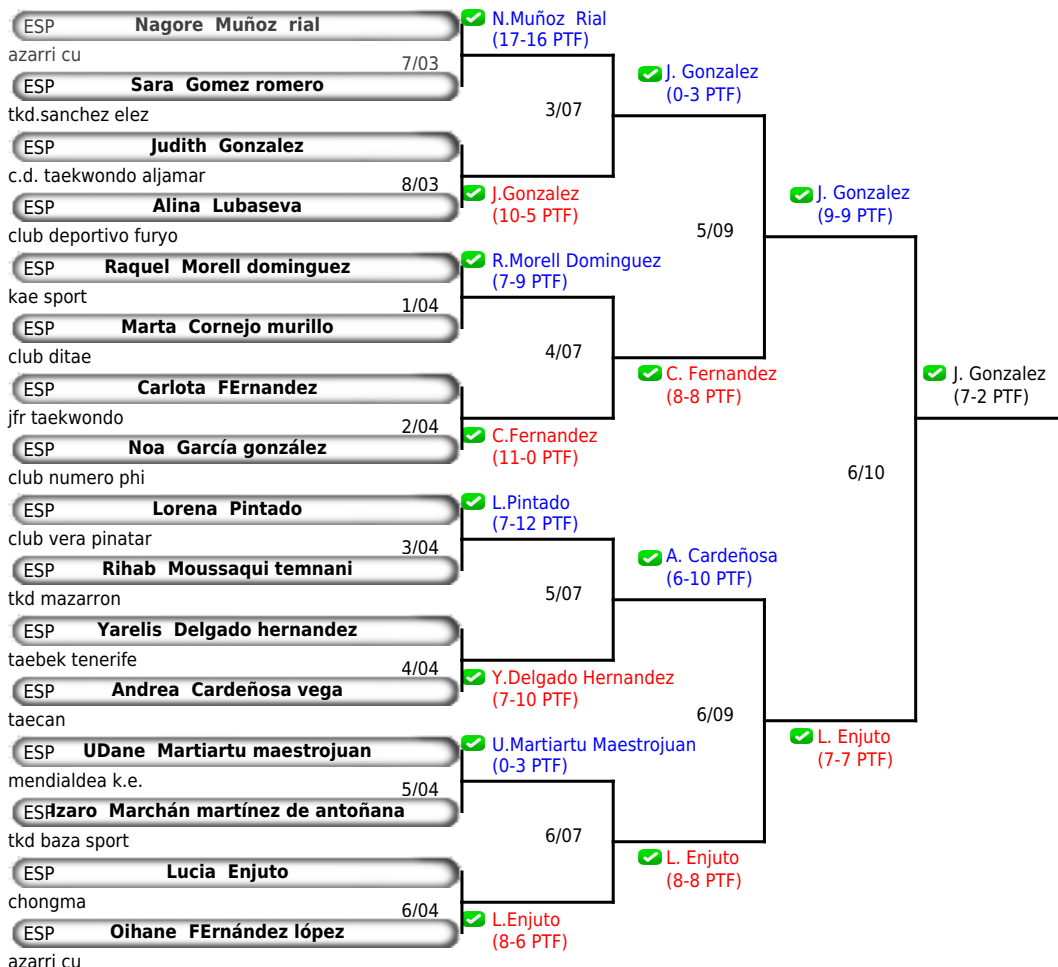 ESP Nagore Muñoz rial
azarri cu
7/03
ESP Sara Gomez romero
tkd.sanchez elez
ESP Judith Gonzalez
c.d. taekwondo aljamar
8/03
ESP Alina Lubaseva
club deportivo furyo
ESP Raquel Morell dominguez
kae sport
1/04
ESP Marta Cornejo murillo
club ditae
ESP Carlota FErnandez
jfr taekwondo
2/04
ESP Noa García gonzález
club numero phi
ESP Lorena Pintado
club vera pinatar
3/04
ESP Rihab Moussaqui temnani
tkd mazarron
ESP Yarelis Delgado hernandez
taebek tenerife
4/04
ESP Andrea Cardeñosa vega
taecan
ESP UDane Martiartu maestrojuan
mendialdea k.e.
5/04
ESP Izaro Marchán martínez de antoñana
tkd baza sport
ESP Lucia Enjuto
chongma
6/04
ESP Oihane FErnández lópez
azarri cu
N.Muñoz Rial
(17-16 PTF)
3/07
J.Gonzalez
(10-5 PTF)
R.Morell Dominguez
(7-9 PTF)
4/07
C.Fernandez
(11-0 PTF)
L.Pintado
(7-12 PTF)
5/07
Y.Delgado Hernandez
(7-10 PTF)
U.Martiartu Maestrojuan
(0-3 PTF)
6/07
L.Enjuto
(8-6 PTF)
J. Gonzalez
(0-3 PTF)
5/09
C. Fernandez
(8-8 PTF)
A. Cardeñosa
(6-10 PTF)
6/09
L. Enjuto
(8-8 PTF)
J. Gonzalez
(9-9 PTF)
6/10
L. Enjuto
(7-7 PTF)
J. Gonzalez
(7-2 PTF)